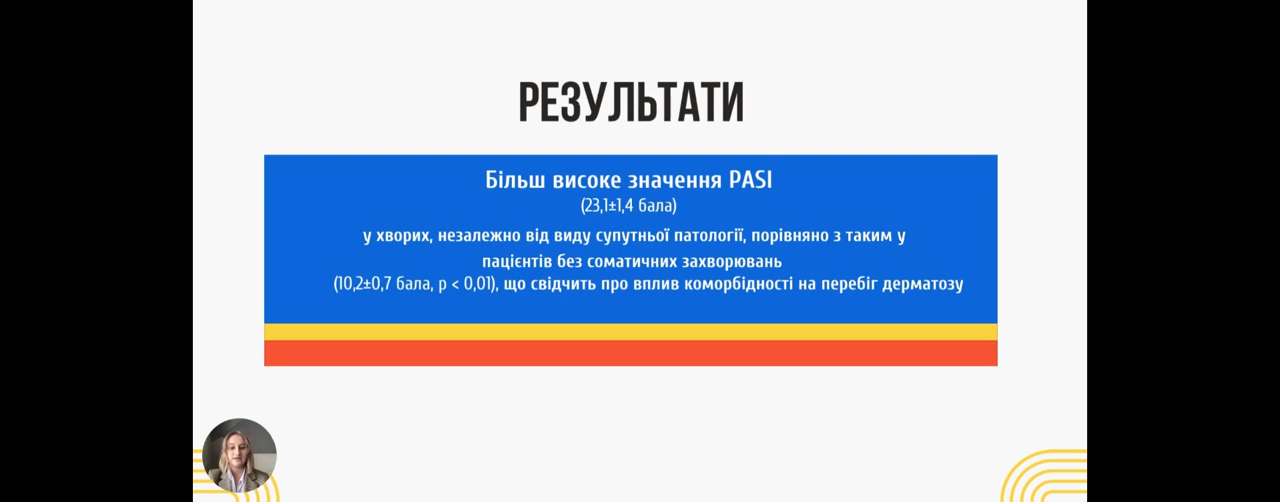 РЕЗУЛЬТАТИ
Більш високе значення PASI
(23,1±1,4 бала)
у хворих, незалежно від виду супутньої патології, порівняно з таким у
пацієнтів без соматичних захворювань
(10,2±0,7 бала, р < 0,01), що свідчить про вплив коморбідності на перебіг дерматозу